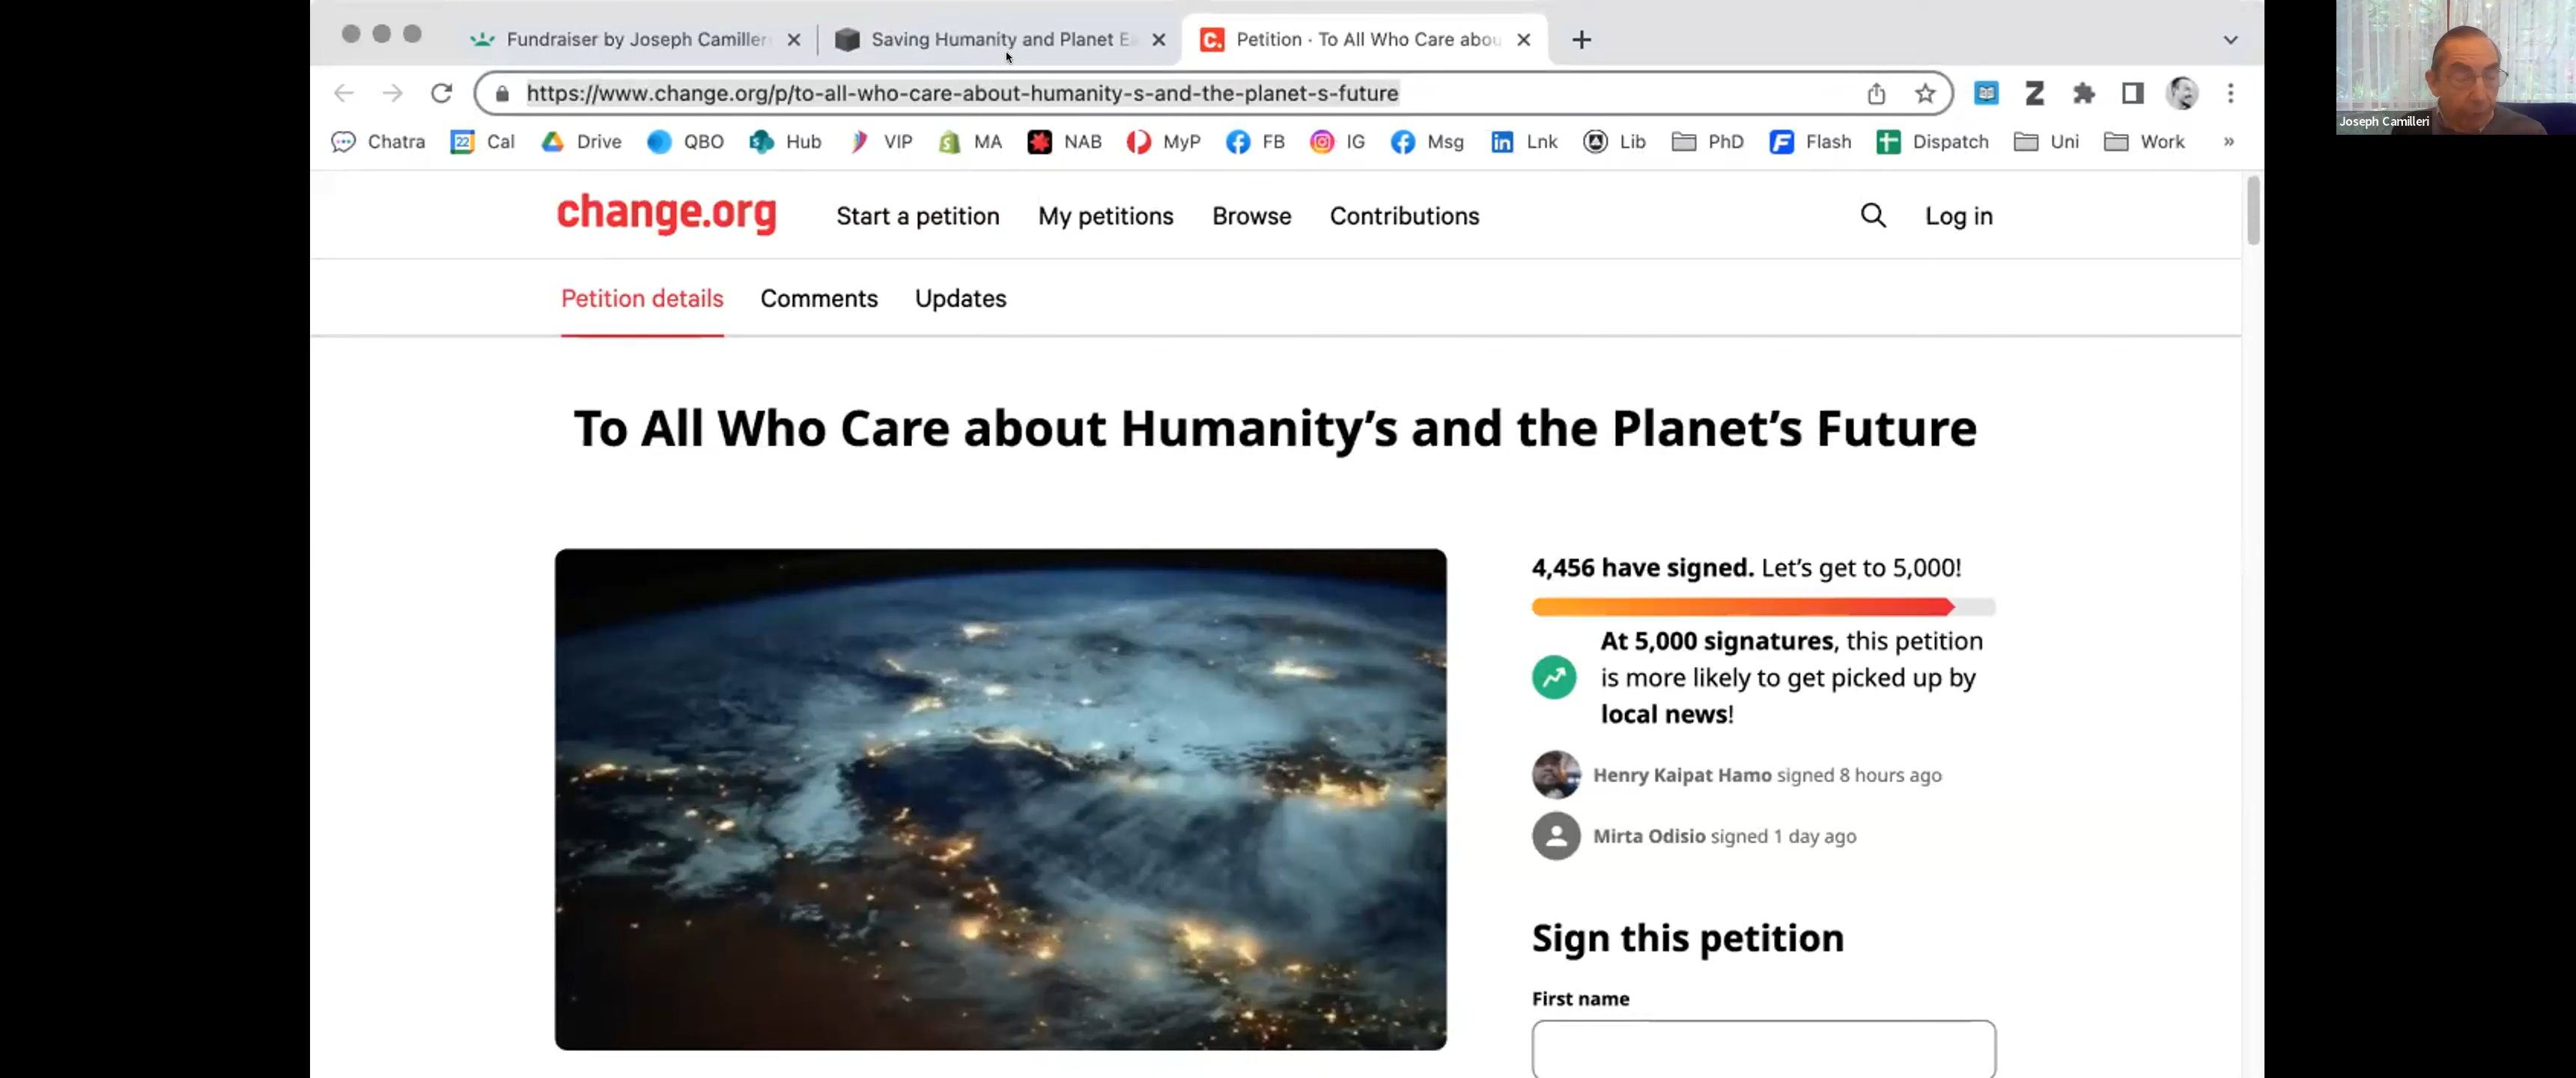 Fundraiser by Joseph Camiller
Saving Humanity and Planet E
Petition · To All Who Care abou
https://www.change.org/p/to-all-who-care-about-humanity-s-and-the-planet-s-future
Chatra
22 Cal
Drive
QBO
Hub
VIP
MA
NAB
MyP
FB
IG
Msg
in Lnk
Lib
PhD
Flash
Dispatch
Uni
Work
»
Joseph Camilleri
change.org
Start a petition
My petitions
Browse
Contributions
Log in
Petition details
Comments
Updates
To All Who Care about Humanity’s and the Planet’s Future
4,456 have signed. Let’s get to 5,000!
At 5,000 signatures, this petition
is more likely to get picked up by
local news!
Henry Kaipat Hamo signed 8 hours ago
Mirta Odisio signed 1 day ago
Sign this petition
First name